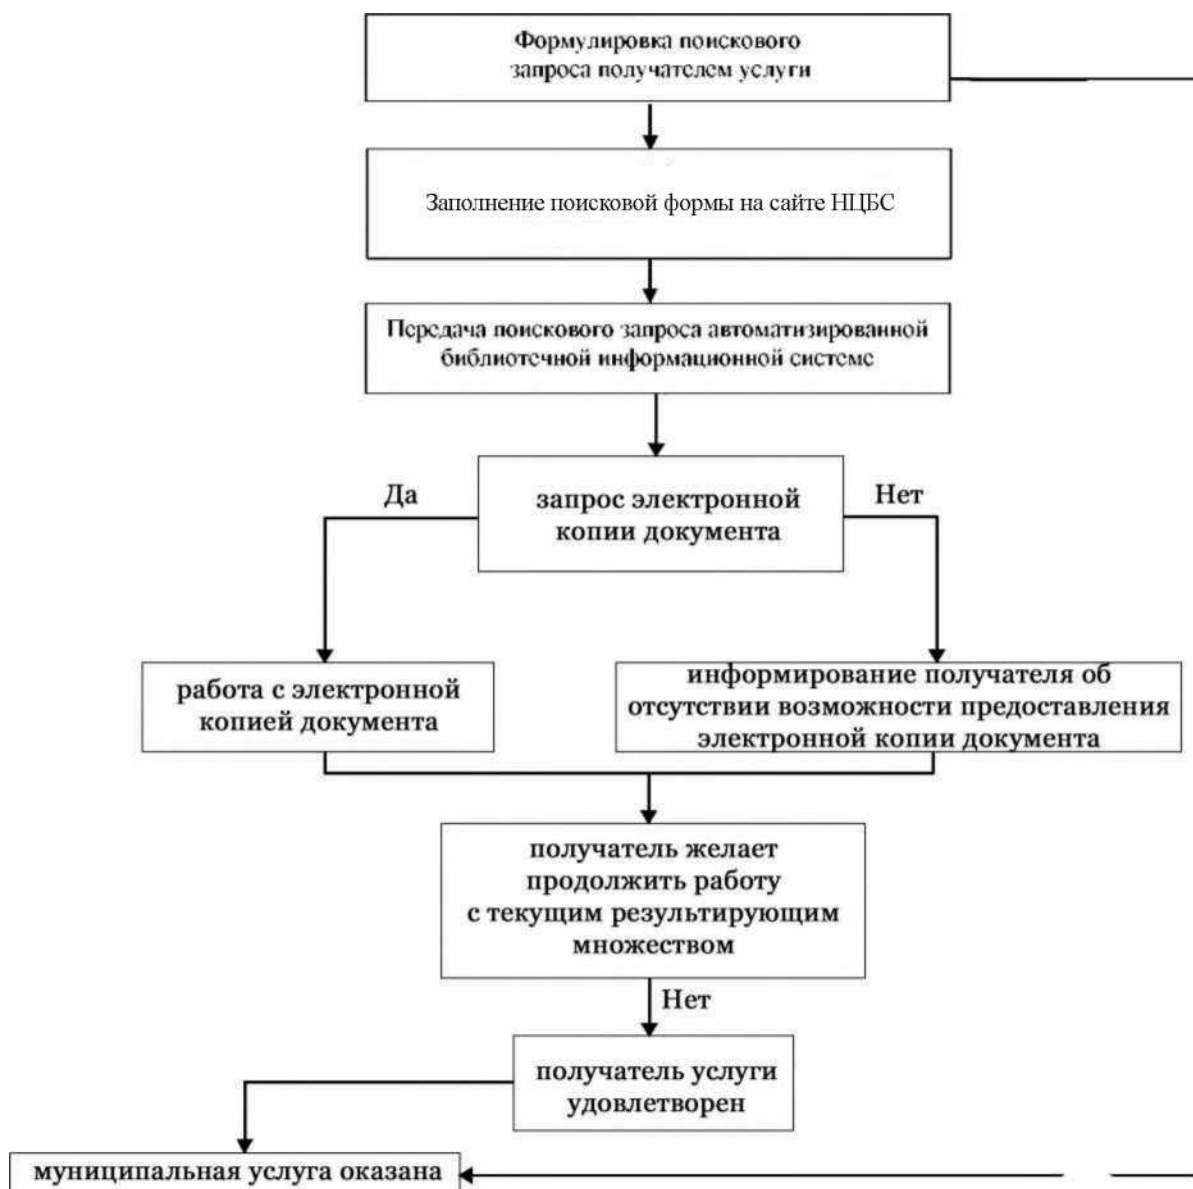 Формулировка поискового
запроса получателем услуги
Заполнение поисковой формы на сайте НЦБС
Передача поискового запроса автоматизированной
библиотечной информационной системе
Да
запрос электронной
копии документа
Нет
работа с электронной
копией документа
информирование получателя об
отсутствии возможности предоставления
электронной копии документа
получатель желает
продолжить работу
с текущим результирующим
множеством
Нет
получатель услуги
удовлетворен
муниципальная услуга оказана